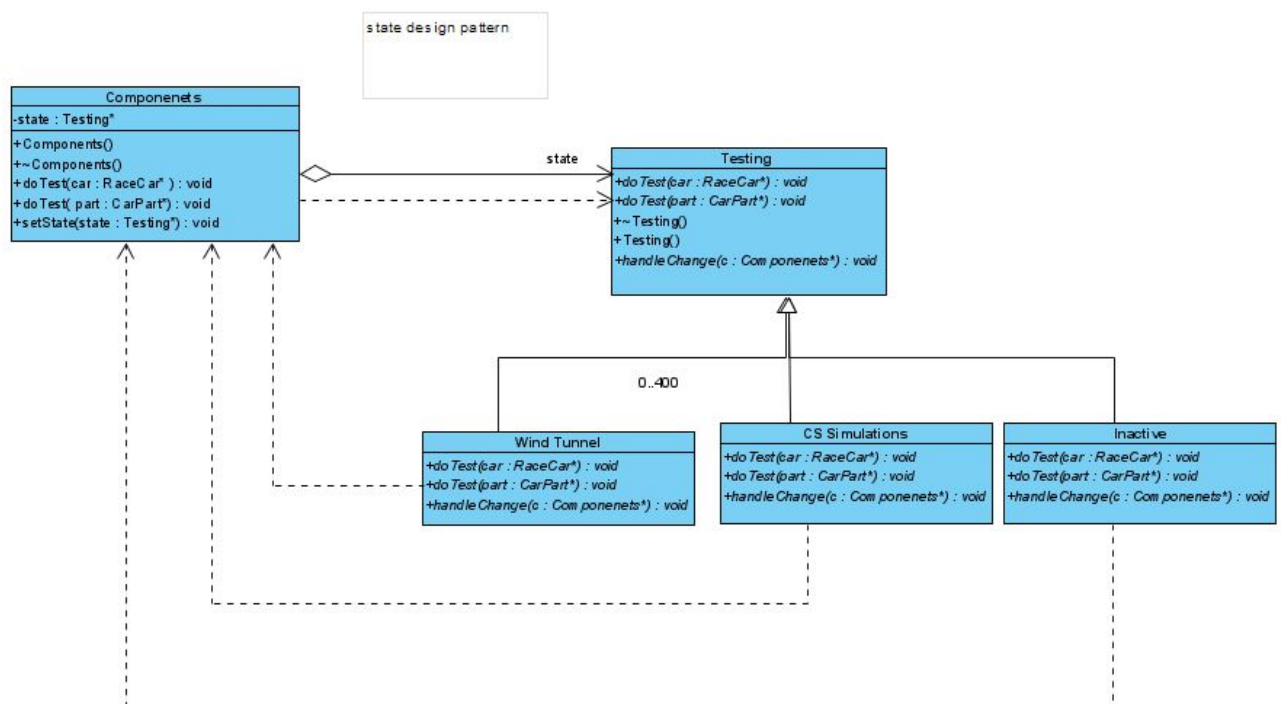 state design pattern
Componenets
-state : Testing*
+Components()
+~Components()
+doTest(car : RaceCar* ) : void
+doTest( part : CarPart*) : void
+setState(state : Testing*) : void
state
Testing
+doTest(car : RaceCar*) : void
+doTest(part : CarPart*) : void
+~Testing()
+Testing()
+handleChange(c : Componenets*) : void
0..400
Wind Tunnel
+doTest(car : RaceCar*) : void
+doTest(part : CarPart*) : void
+handleChange(c : Componenets*) : void
CS Simulations
+doTest(car : RaceCar*) : void
+doTest(part : CarPart*) : void
+handleChange(c : Componenets*) : void
Inactive
+doTest(car : RaceCar*) : void
+doTest(part : CarPart*) : void
+handleChange(c : Componenets*) : void